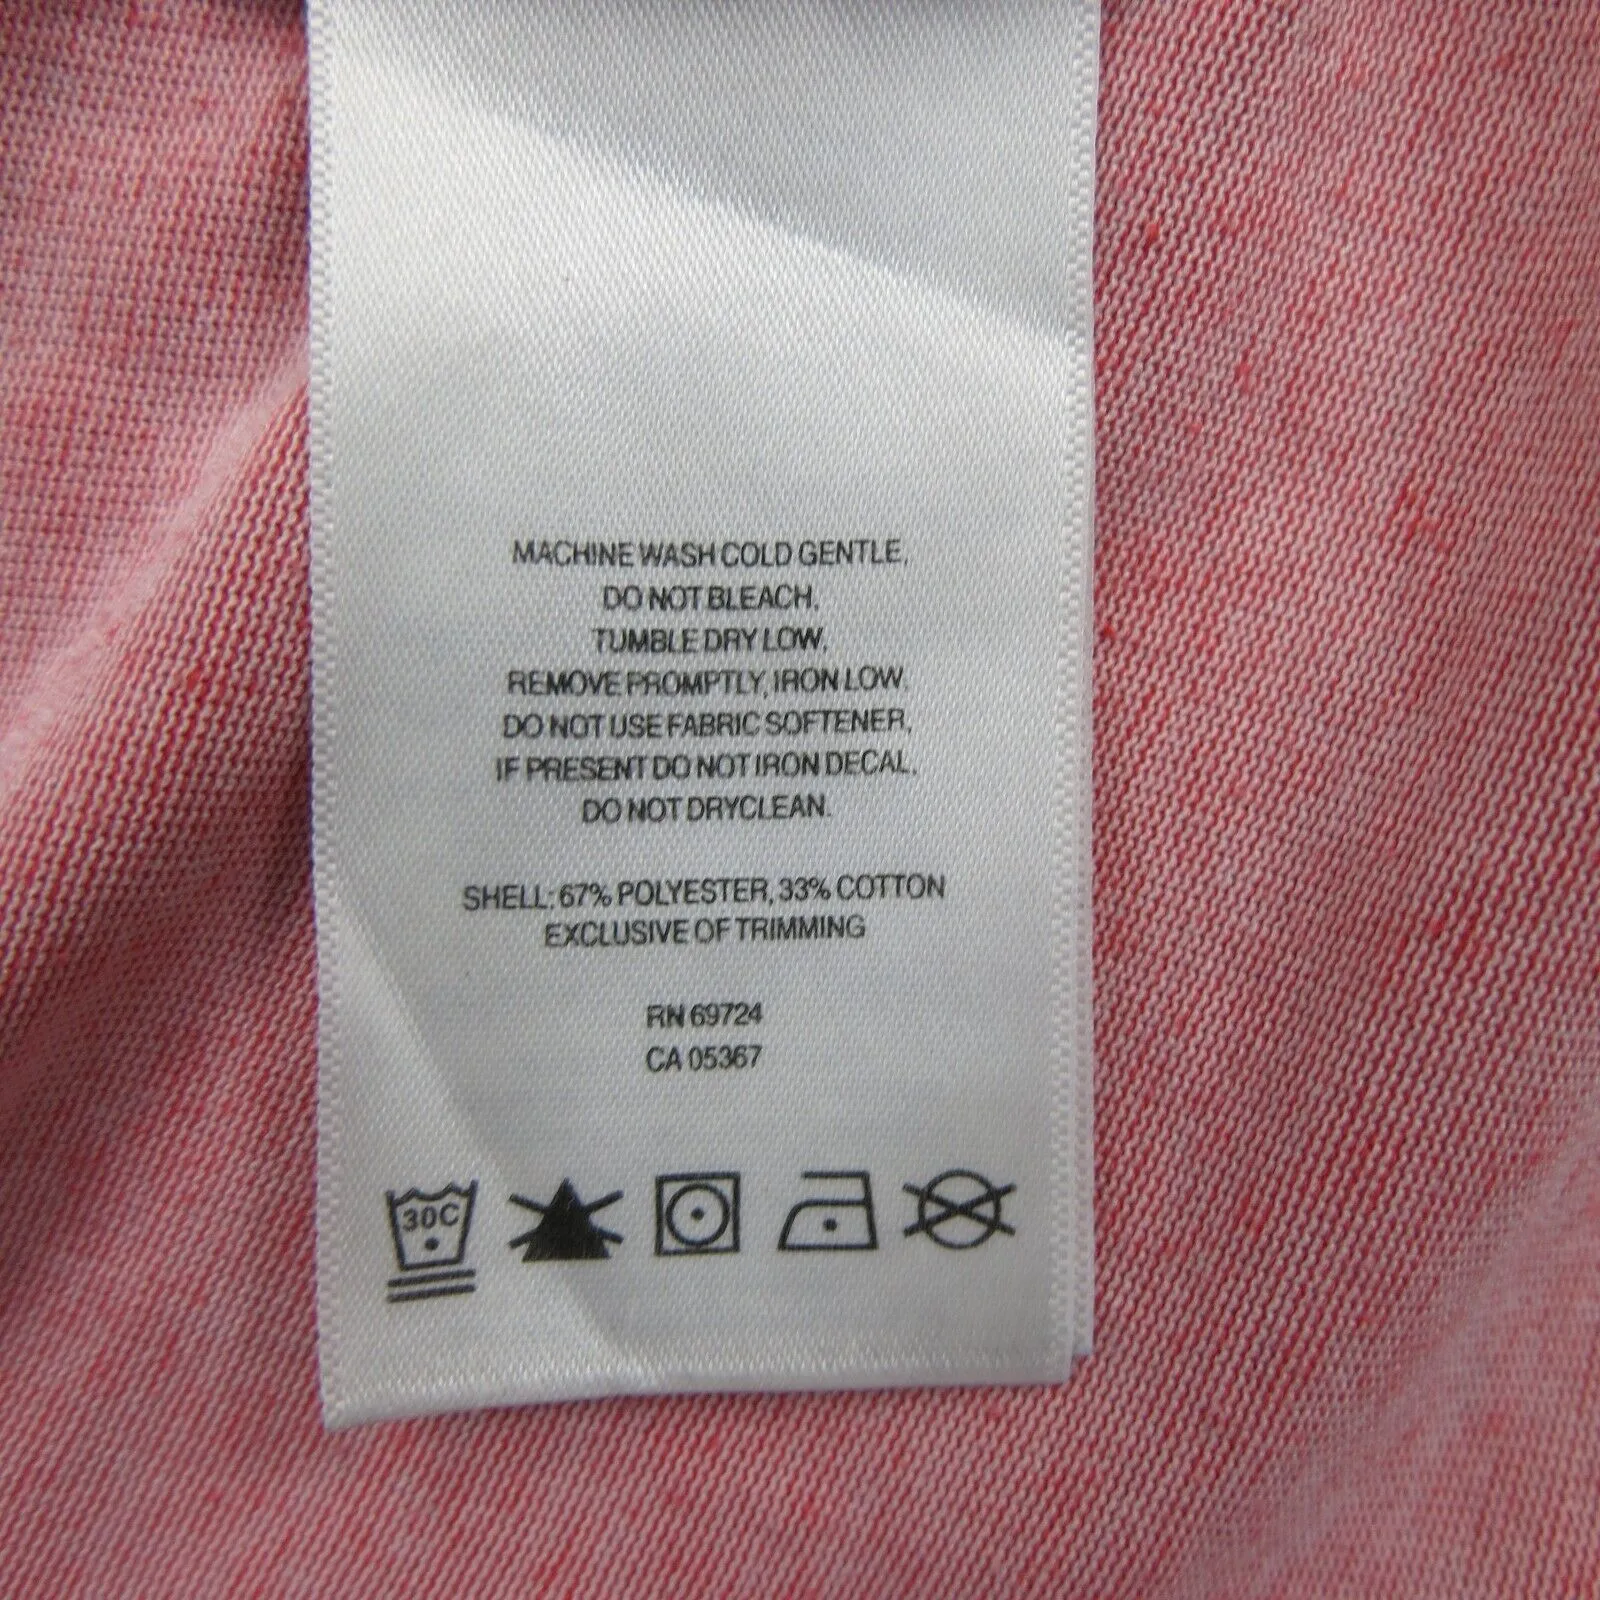 MACHINE WASH COLD GENTLE,
DO NOT BLEACH,
TUMBLE DRY LOW,
REMOVE PROMPTLY, IRON LOW,
DO NOT USE FABRIC SOFTENER,
IF PRESENT DO NOT IRON DECAL,
DO NOT DRYCLEAN.
SHELL: 67% POLYESTER, 33% COTTON
EXCLUSIVE OF TRIMMING
RN 69724
CA 05367
30C